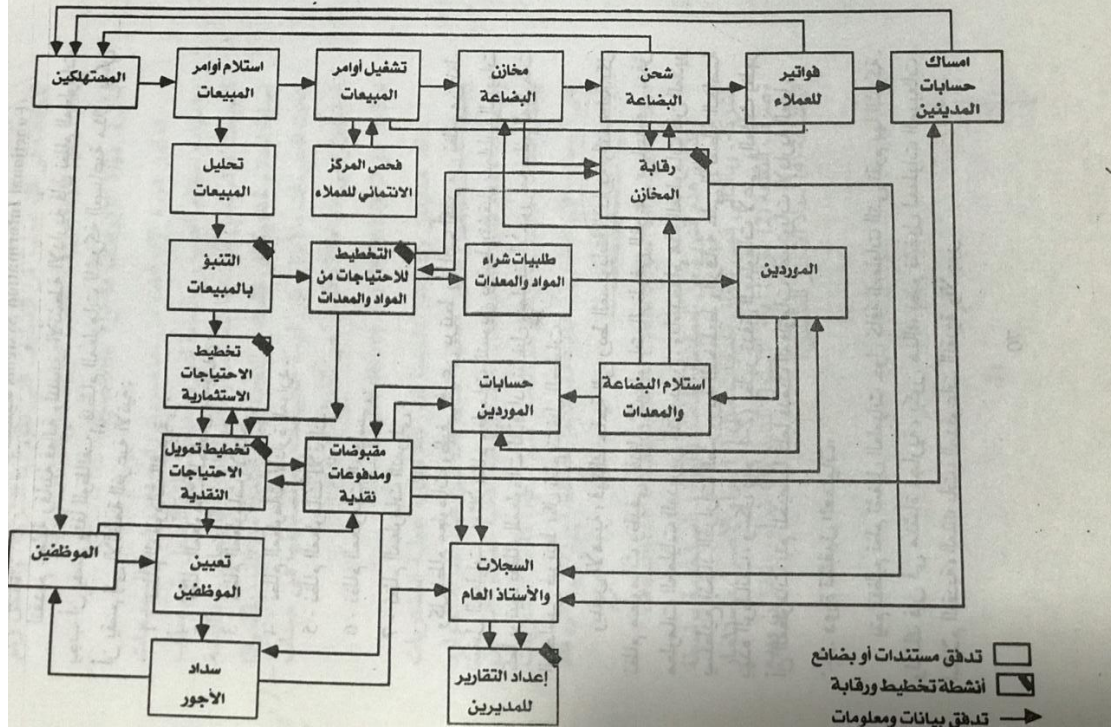 المستهلكين
استلام أوامر
المبيعات
تشغيل أوامر
المبيعات
مخازن
البضاعة
شحن
البضاعة
فواتير
للعملاء
امساك
حسابات
المدينين
تحليل
المبيعات
فحص المركز
الائتماني للعملاء
رقابة
المخازن
التنبؤ
بالمبيعات
التخطيط
للاحتياجات من
المواد والمعدات
طلبيات شراء
المواد والمعدات
الموردين
تخطيط
الاحتياجات
الاستثمارية
حسابات
الموردين
استلام البضاعة
والمعدات
تخطيط تمويل
الاحتياجات
النقدية
مقبوضات
ومدفوعات
نقدية
الموظفين
تعيين
الموظفين
السجلات
والأستاذ العام
سداد
الأجور
إعداد التقارير
للمديرين
تدفق مستندات أو بضائع
أنشطة تخطيط ورقابة
تدفق بيانات ومعلومات